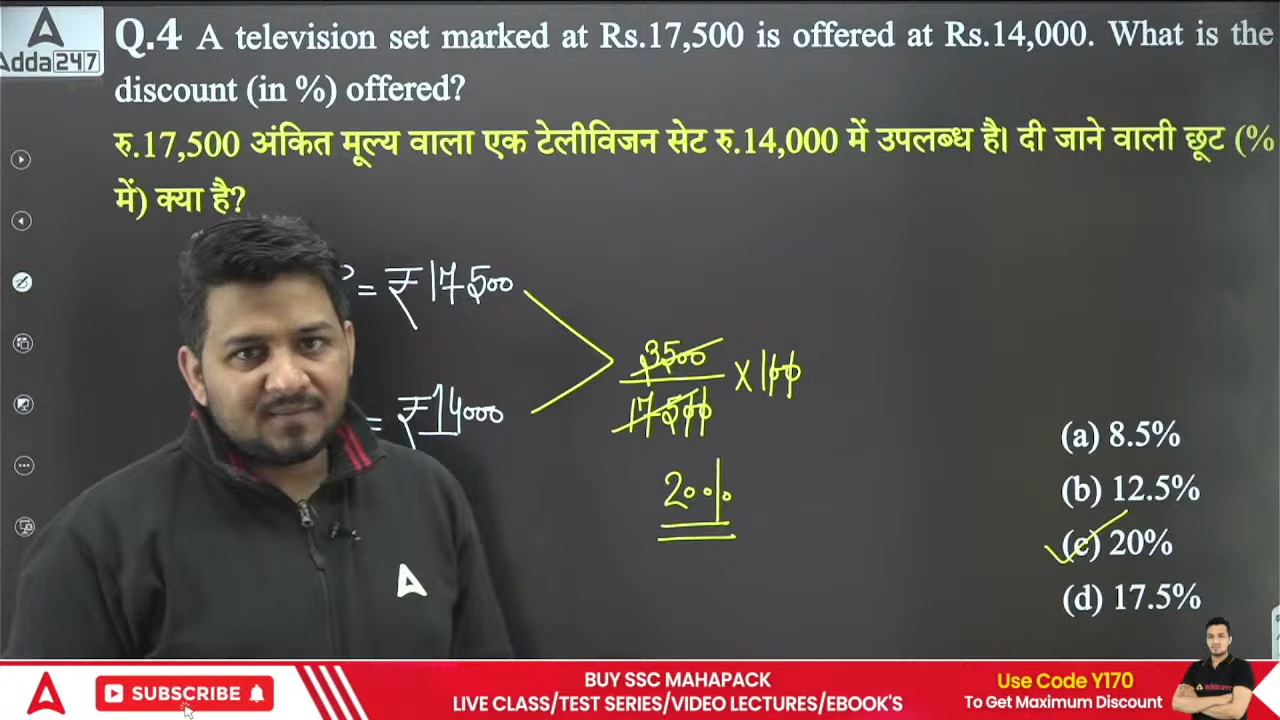 Adda247
Q.4 A television set marked at Rs.17,500 is offered at Rs.14,000. What is the
discount (in %) offered?
रु.17,500 अंकित मूल्य वाला एक टेलीविजन सेट रु.14,000 में उपलब्ध है। दी जाने वाली छूट (%
में) क्या है?
= ₹17500
= ₹14000
3500
17500
× 100
20%
(a) 8.5%
(b) 12.5%
(c) 20%
(d) 17.5%
SUBSCRIBE
BUY SSC MAHAPACK
LIVE CLASS/TEST SERIES/VIDEO LECTURES/EBOOK'S
Use Code Y170
To Get Maximum Discount